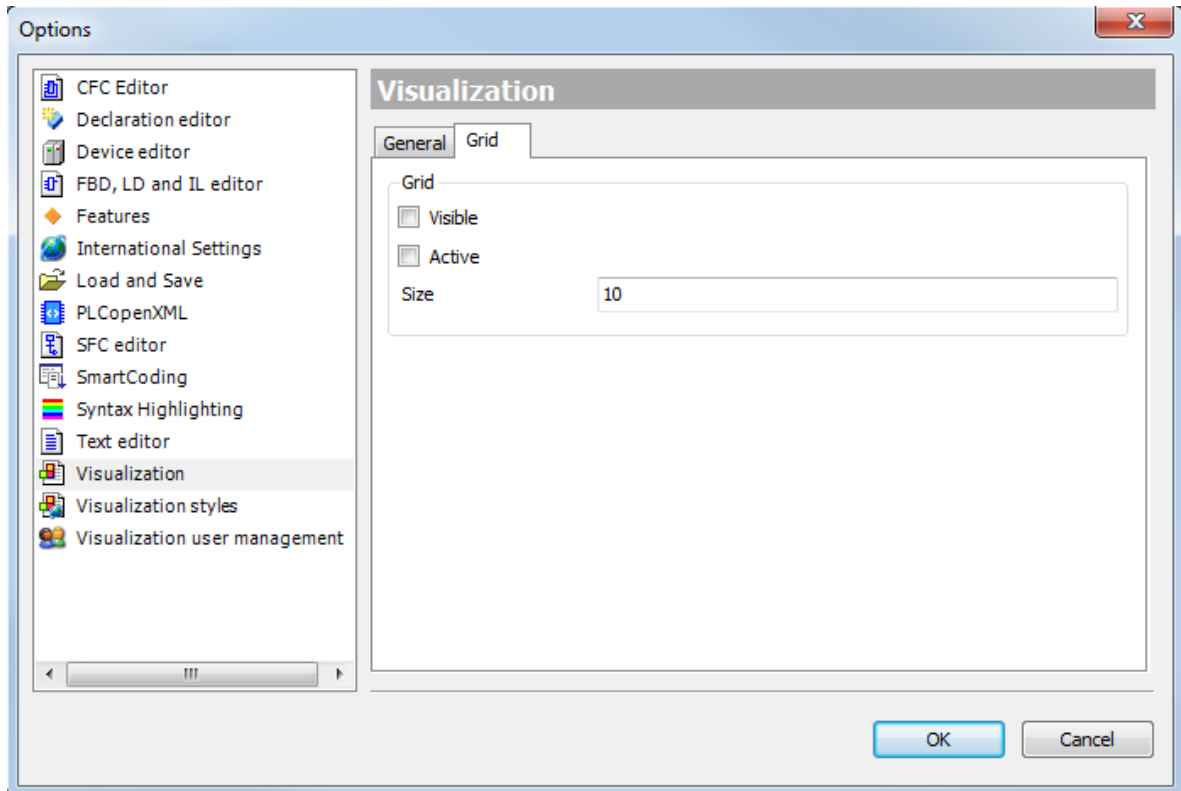 Options
CFC Editor
Declaration editor
Device editor
FBD, LD and IL editor
Features
International Settings
Load and Save
PLCopenXML
SFC editor
SmartCoding
Syntax Highlighting
Text editor
Visualization
Visualization styles
Visualization user management
Visualization
General Grid
Grid
Visible
Active
Size 10
OK Cancel